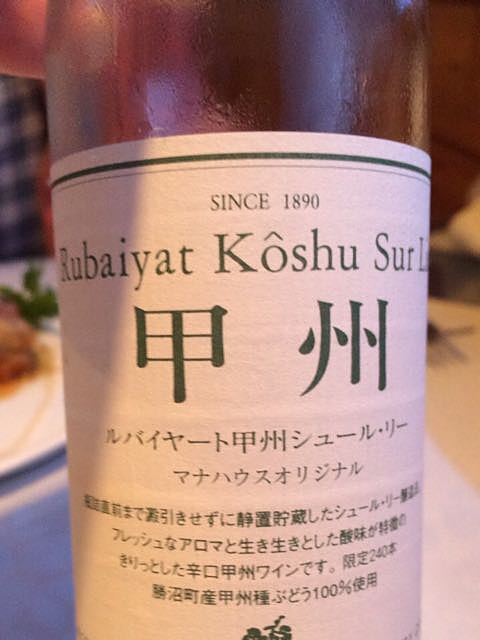 SINCE 1890
Rubaiyat Kôshu Sur
甲州
ルバイヤート甲州シュール・リー
マナハウスオリジナル
直前まで澱引きせずに静置貯蔵したシュール・リー醸造
フレッシュなアロマと生き生きとした酸味が特徴の
きりっとした辛口甲州ワインです。限定240本
勝沼町産甲州種ぶどう100%使用